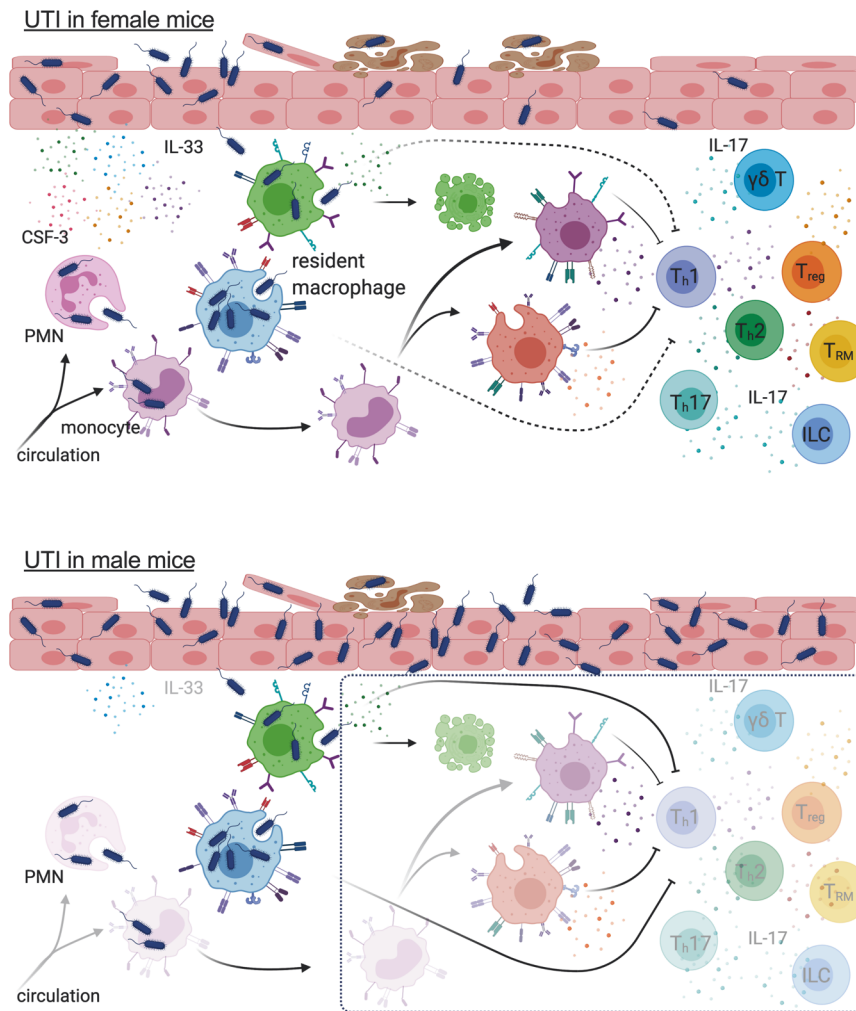 UTI in female mice
IL-33
IL-17
γδ T
CSF-3
resident
macrophage
Th1
Treg
PMN
Th2
TRM
Th17
IL-17
monocyte
ILC
circulation
UTI in male mice
IL-33
IL-17
γδ T
Th1
Treg
PMN
Th2
TRM
Th17
IL-17
ILC
circulation